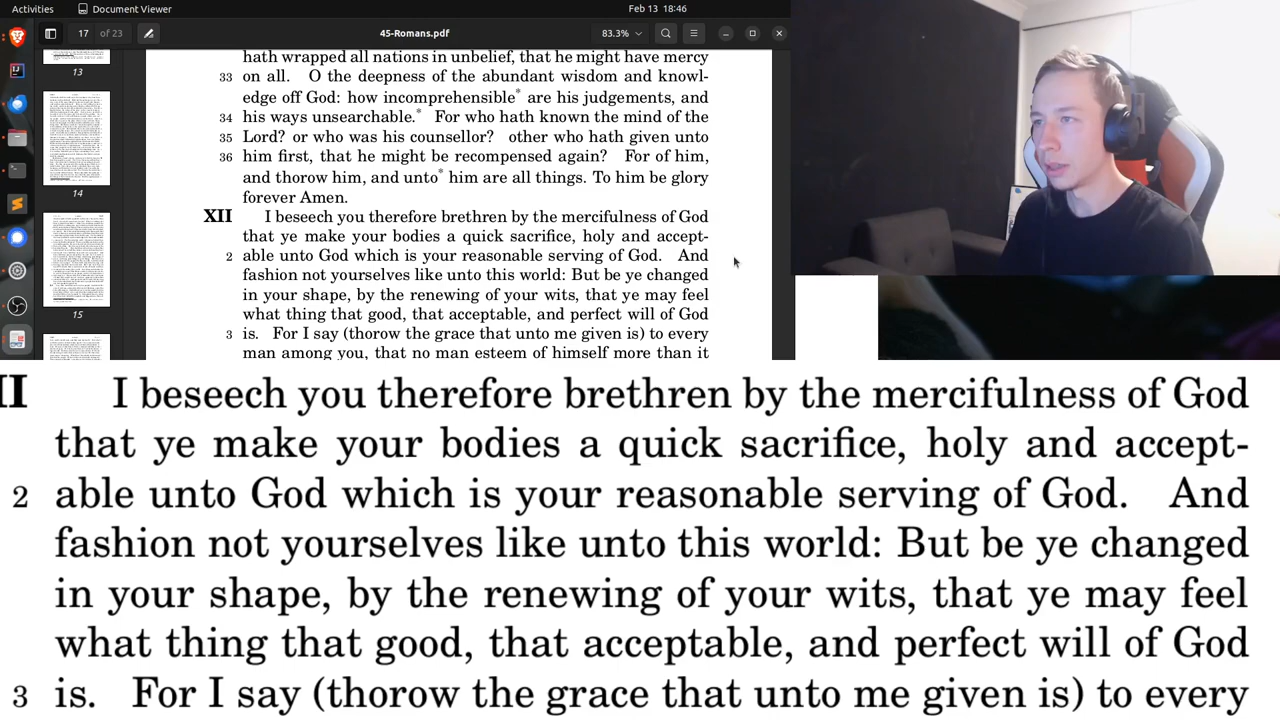 Activities
Document Viewer
Feb 13 18:46
17 of 23
45-Romans.pdf
83.3%
13
14
15
hath wrapped all nations in unbelief, that he might have mercy
33 on all. O the deepness of the abundant wisdom and knowl-
edge off God: how incomprehensible* are his judgements, and
34 his ways unsearchable.* For who hath known the mind of the
35 Lord? or who was his counsellor? other who hath given unto
36 him first, that he might be recompensed again? For of him,
and thorow him, and unto* him are all things. To him be glory
forever Amen.
XII I beseech you therefore brethren by the mercifulness of God
that ye make your bodies a quick sacrifice, holy and accept-
2 able unto God which is your reasonable serving of God. And
fashion not yourselves like unto this world: But be ye changed
in your shape, by the renewing of your wits, that ye may feel
what thing that good, that acceptable, and perfect will of God
3 is. For I say (thorow the grace that unto me given is) to every
man among you, that no man esteem of himself more than it
II I beseech you therefore brethren by the mercifulness of God
that ye make your bodies a quick sacrifice, holy and accept-
2 able unto God which is your reasonable serving of God. And
fashion not yourselves like unto this world: But be ye changed
in your shape, by the renewing of your wits, that ye may feel
what thing that good, that acceptable, and perfect will of God
3 is. For I say (thorow the grace that unto me given is) to every